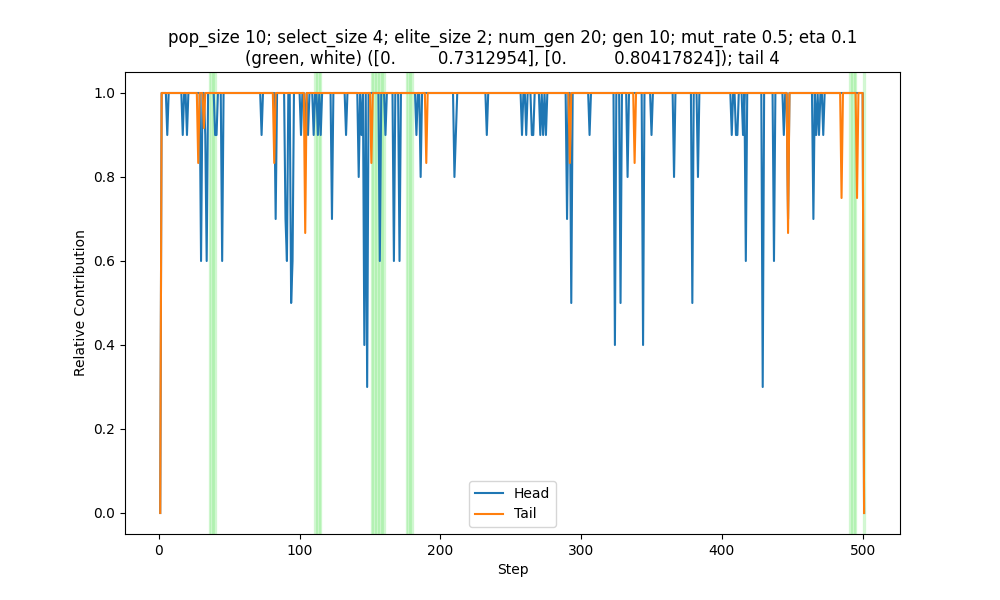 pop_size 10; select_size 4; elite_size 2; num_gen 20; gen 10; mut_rate 0.5; eta 0.1
(green, white) ([0. 0.7312954], [0. 0.80417824]); tail 4
Relative Contribution
1.0
0.8
0.6
0.4
0.2
0.0
Head
Tail
0 100 200 300 400 500
Step